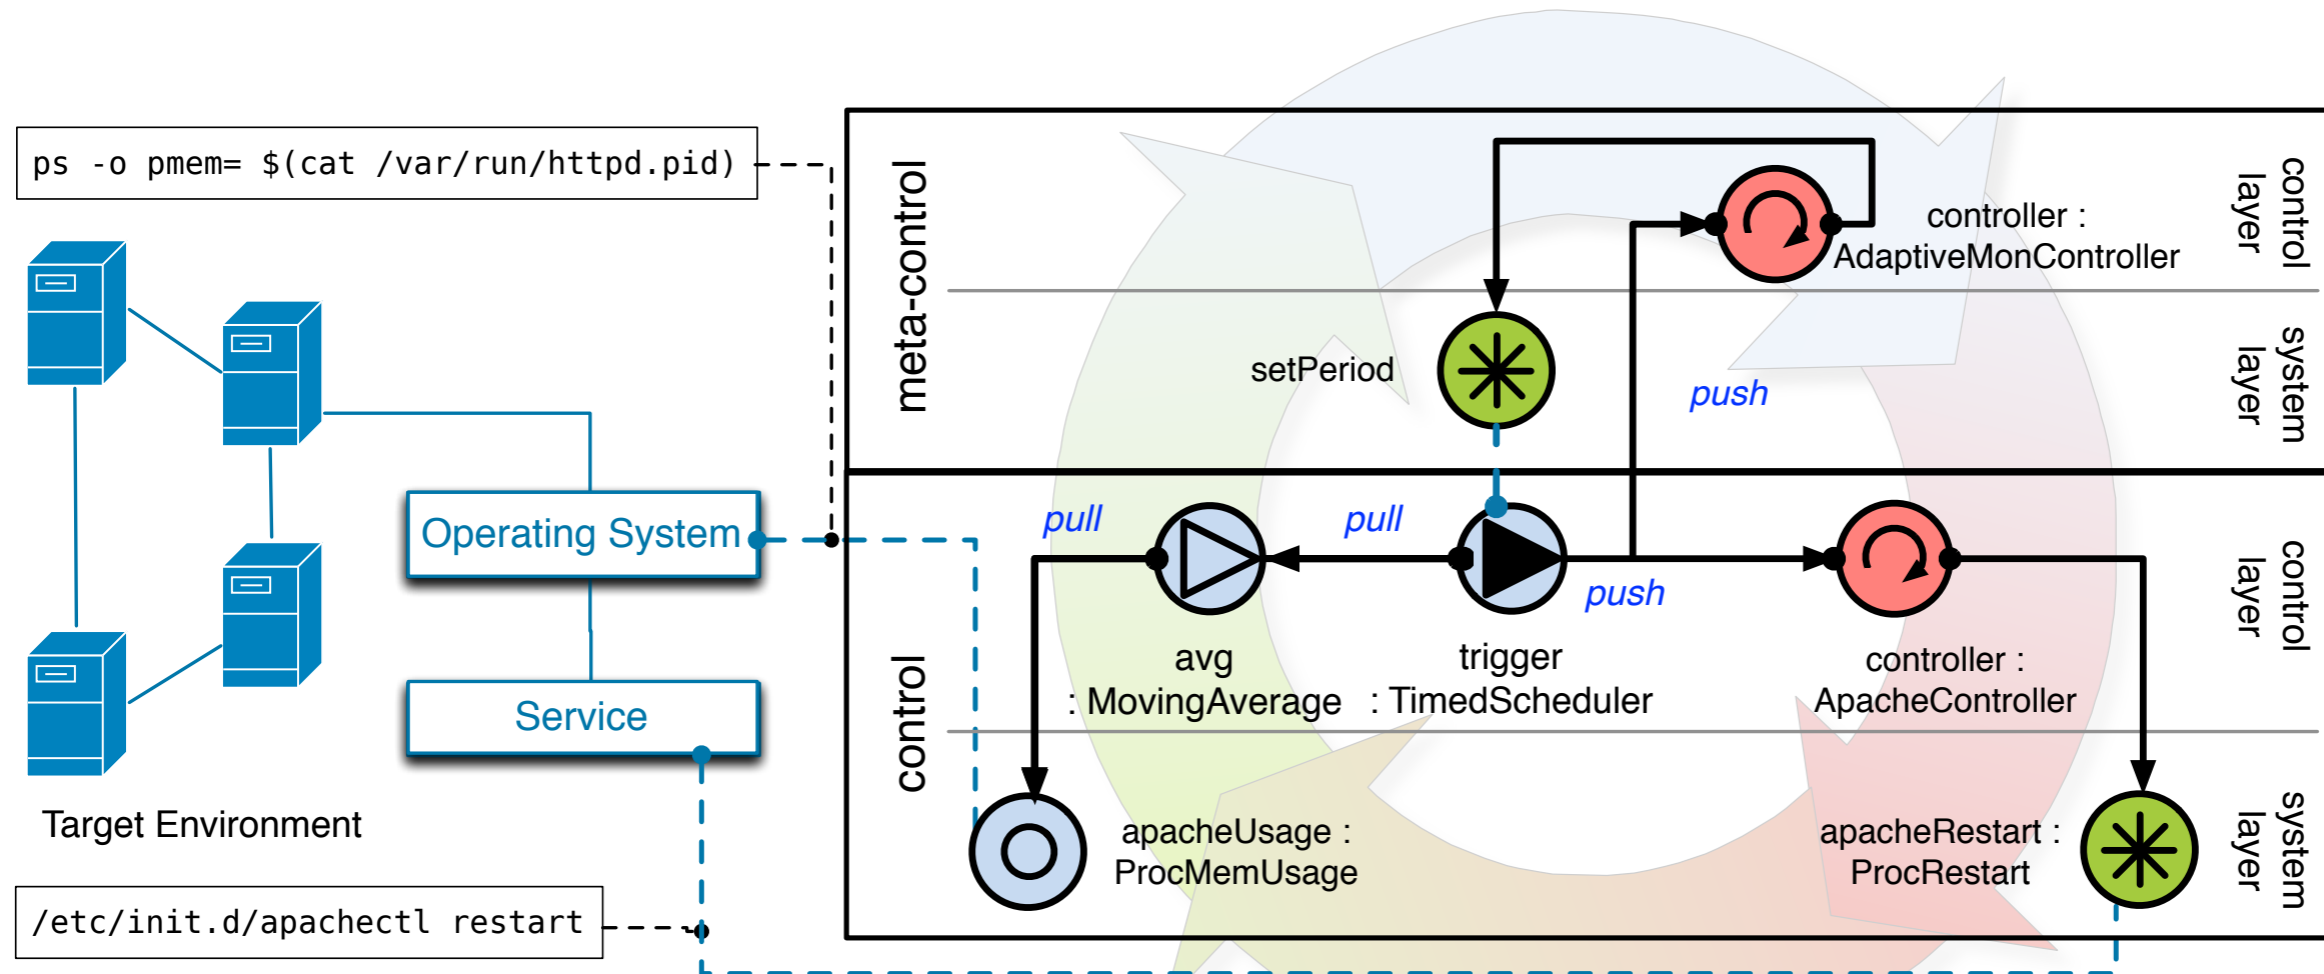 ps -o pmem= $(cat /var/run/httpd.pid)
Target Environment
Operating System
Service
/etc/init.d/apachectl restart
meta-control
control
layer
controller :
AdaptiveMonController
setPeriod
system
layer
push
control
pull
pull
push
avg
: MovingAverage
trigger
: TimedScheduler
controller :
ApacheController
control
layer
apacheUsage :
ProcMemUsage
apacheRestart :
ProcRestart
system
layer